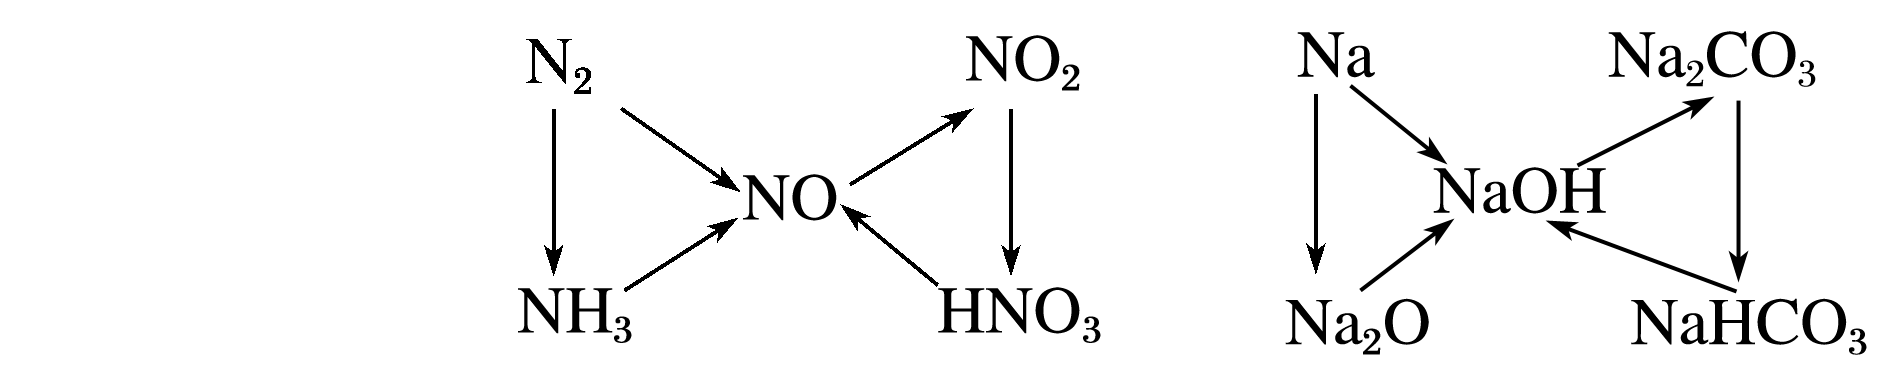 N₂ NO₂ Na Na₂CO₃
NO NaOH
NH₃ HNO₃ Na₂O NaHCO₃